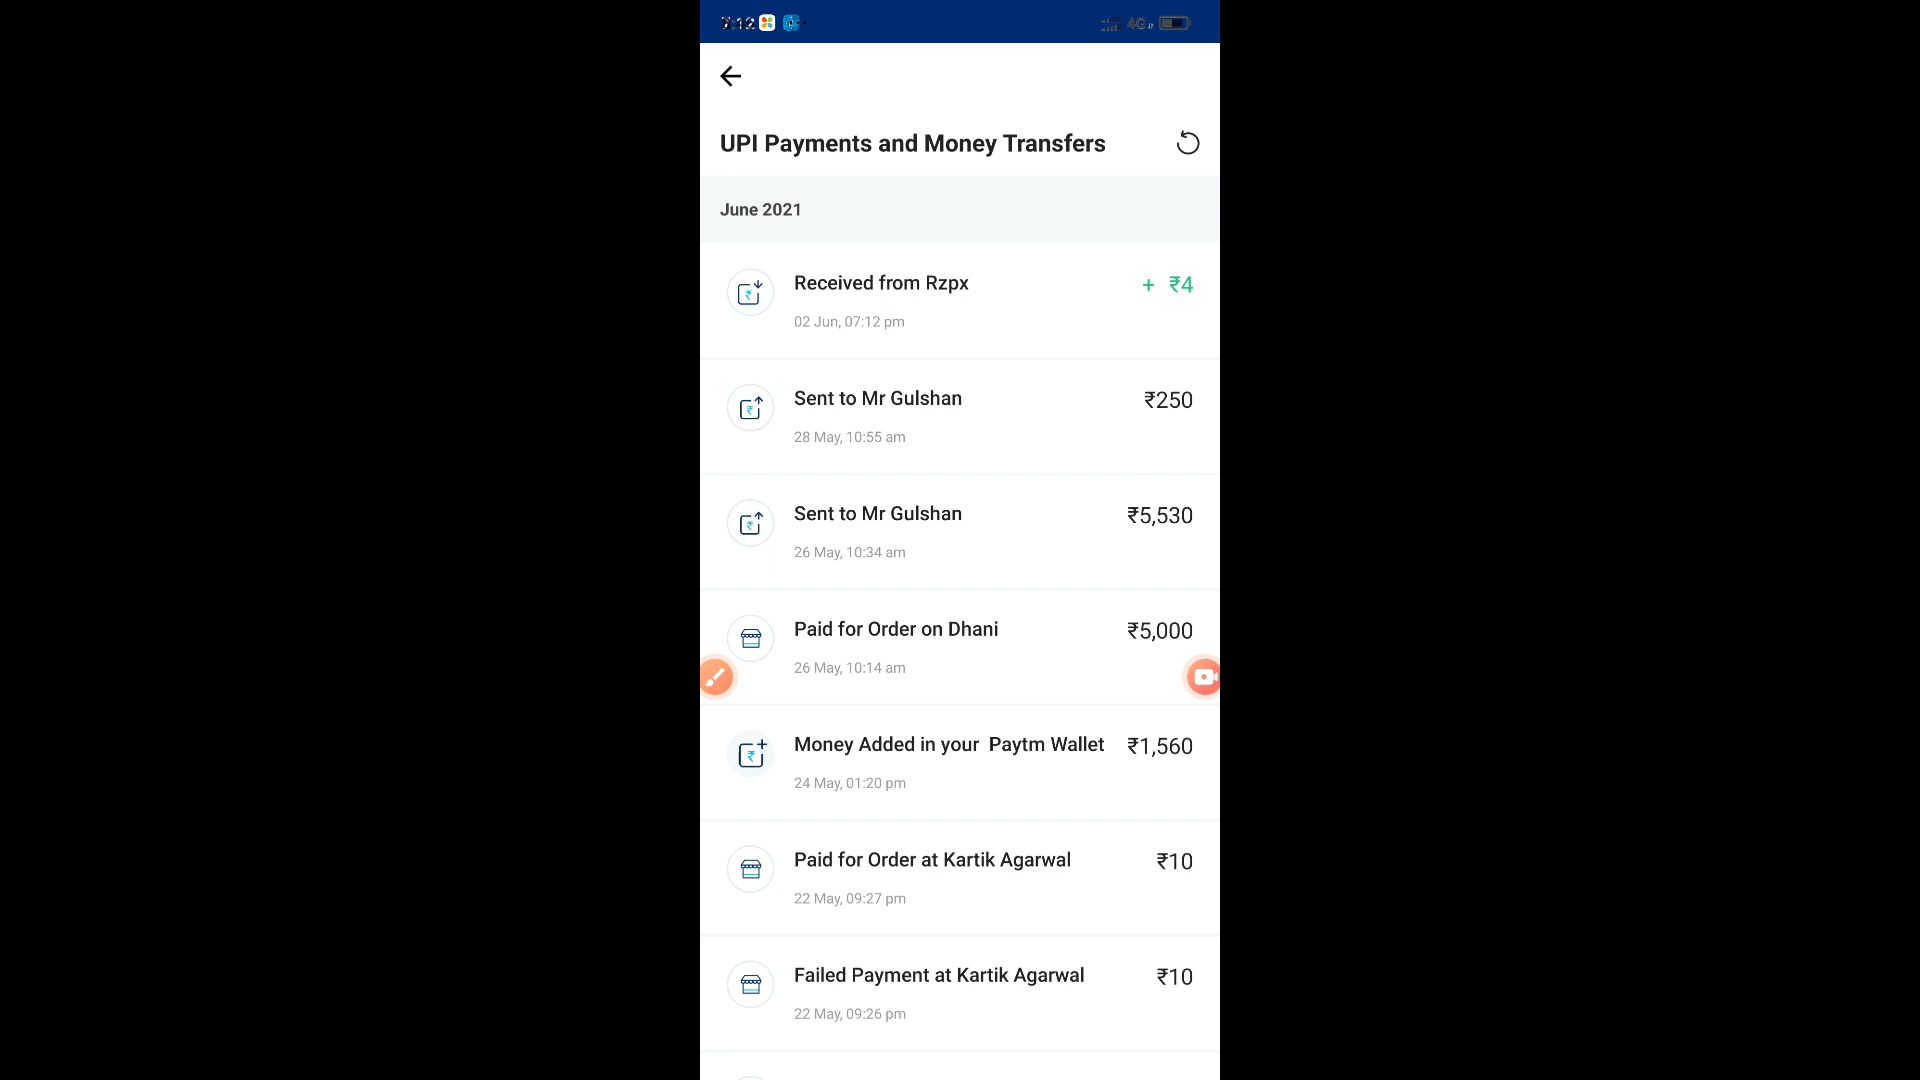 7:12
4G
UPI Payments and Money Transfers
June 2021
Received from Rzpx
+ ₹4
02 Jun, 07:12 pm
Sent to Mr Gulshan
₹250
28 May, 10:55 am
Sent to Mr Gulshan
₹5,530
26 May, 10:34 am
Paid for Order on Dhani
₹5,000
26 May, 10:14 am
Money Added in your Paytm Wallet
₹1,560
24 May, 01:20 pm
Paid for Order at Kartik Agarwal
₹10
22 May, 09:27 pm
Failed Payment at Kartik Agarwal
₹10
22 May, 09:26 pm